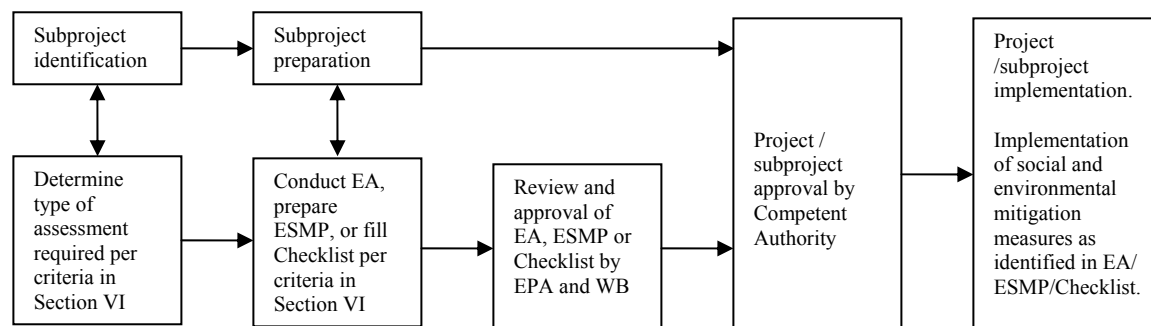 Subproject
identification
Subproject
preparation
Determine
type of
assessment
required per
criteria in
Section VI
Conduct EA,
prepare
ESMP, or fill
Checklist per
criteria in
Section VI
Review and
approval of
EA, ESMP or
Checklist by
EPA and WB
Project /
subproject
approval by
Competent
Authority
Project
/subproject
implementation.
Implementation
of social and
environmental
mitigation
measures as
identified in EA/
ESMP/Checklist.